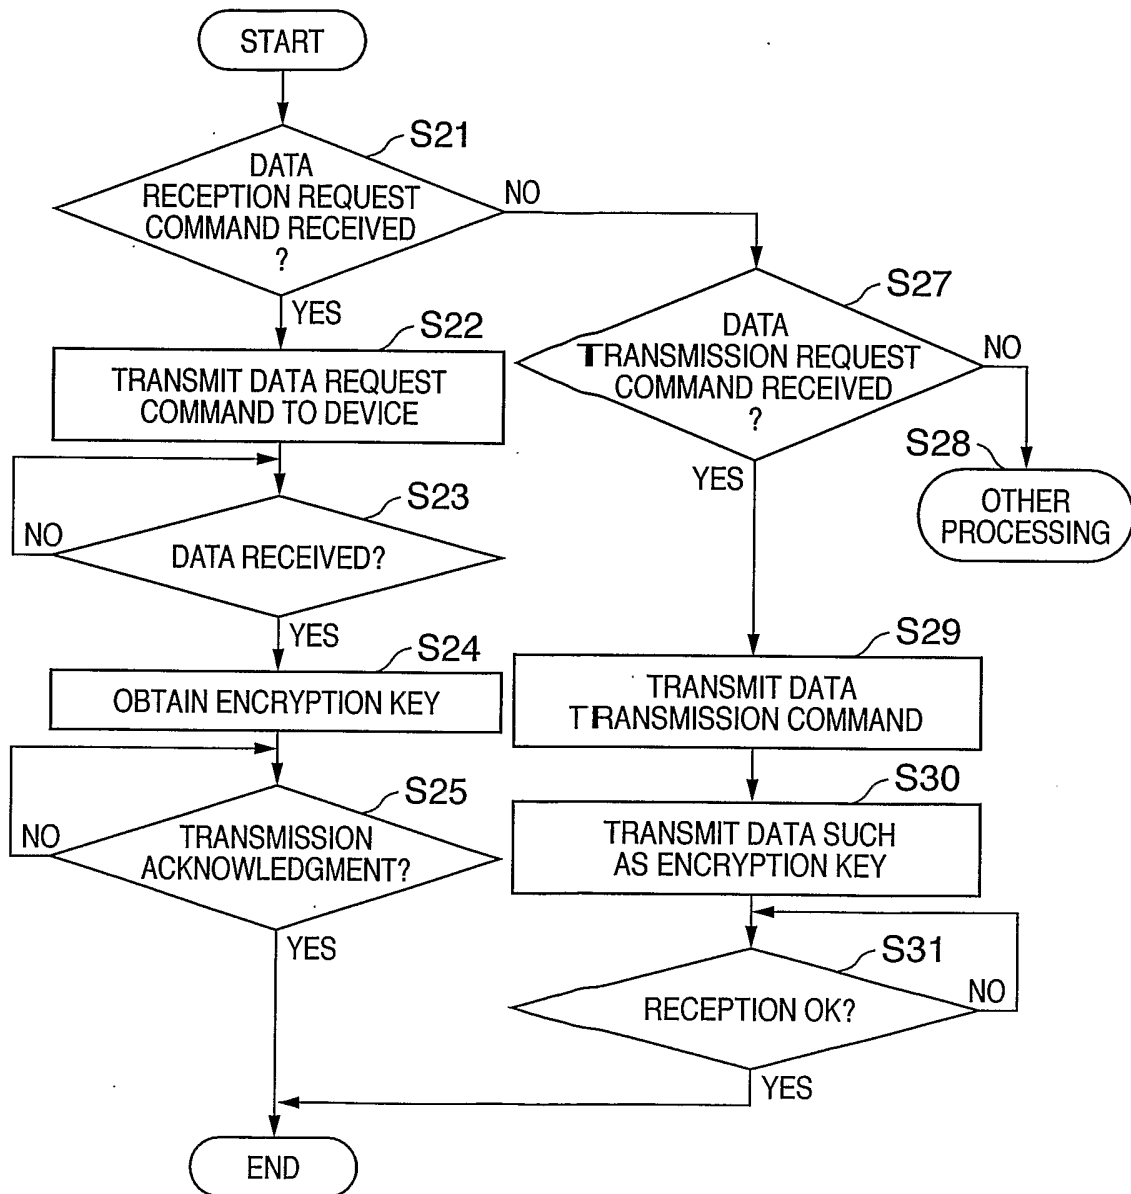 START
S21
DATA
RECEPTION REQUEST
COMMAND RECEIVED
?
NO
YES
S22
TRANSMIT DATA REQUEST
COMMAND TO DEVICE
S23
NO
DATA RECEIVED?
YES
S24
OBTAIN ENCRYPTION KEY
S25
NO
TRANSMISSION
ACKNOWLEDGMENT?
YES
S27
DATA
TRANSMISSION REQUEST
COMMAND RECEIVED
?
NO
S28
OTHER
PROCESSING
YES
S29
TRANSMIT DATA
TRANSMISSION COMMAND
S30
TRANSMIT DATA SUCH
AS ENCRYPTION KEY
S31
RECEPTION OK?
NO
YES
END